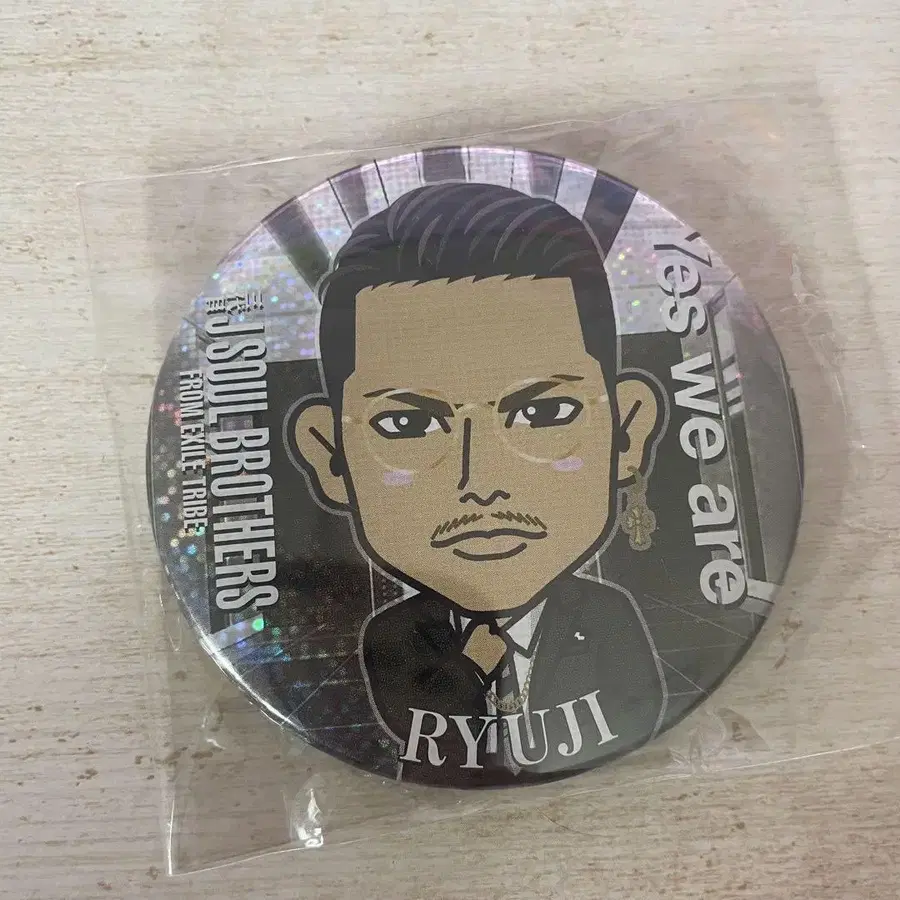 三代目 J SOUL BROTHERS
FROM EXILE TRIBE
Yes we are
RYUJI